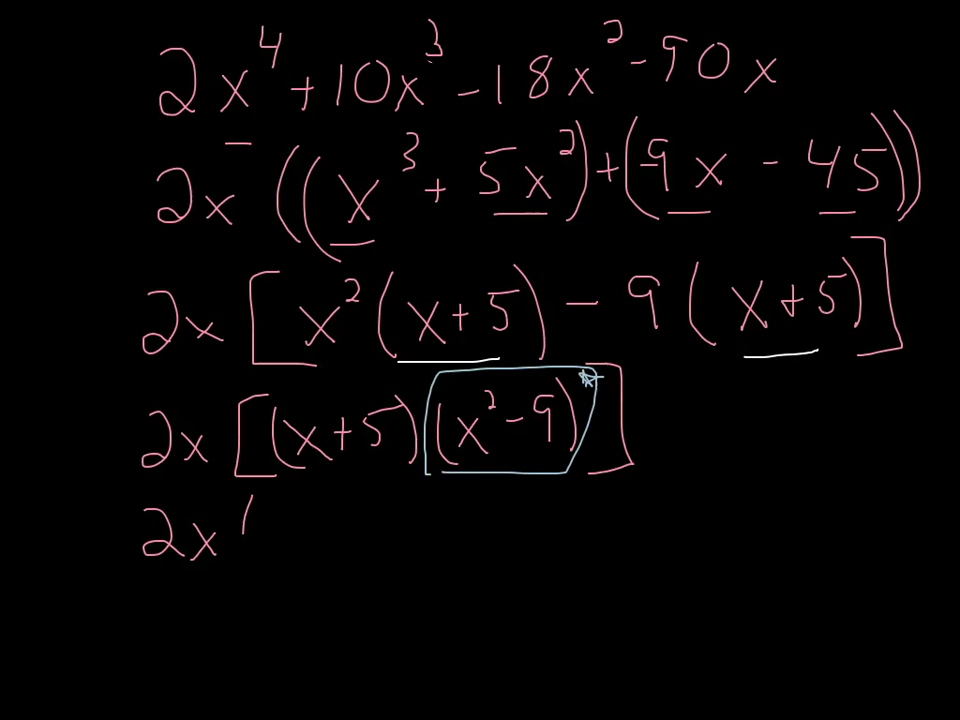 2x⁴ + 10x³ - 18x² - 90x
2x ((x³ + 5x²) + (-9x - 45))
2x [x²(x+5) - 9(x+5)]
2x [(x+5)(x²-9)]
2x (